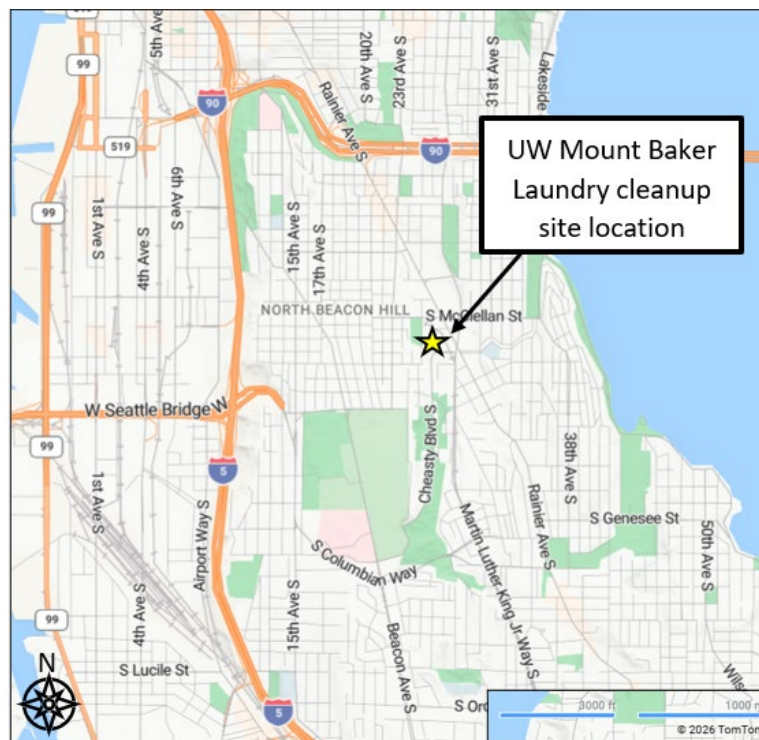 5th Ave S
20th Ave S
23rd Ave S
31st Ave S
Lakeside
99
90
Rainier Ave S
519
90
UW Mount Baker
Laundry cleanup
site location
99
1st Ave S
4th Ave S
6th Ave S
15th Ave S
17th Ave S
NORTH BEACON HILL
S McClellan St
W Seattle Bridge W
99
5
1st Ave S
Airport Way S
Cheasty Blvd S
38th Ave S
Rainier Ave S
S Genesee St
50th Ave S
Martin Luther King Jr Way S
S Columbian Way
99
4th Ave S
15th Ave S
Beacon Ave S
N
S Lucile St
5
S Orc
Wils
3000 ft
1000 m
© 2026 TomTom